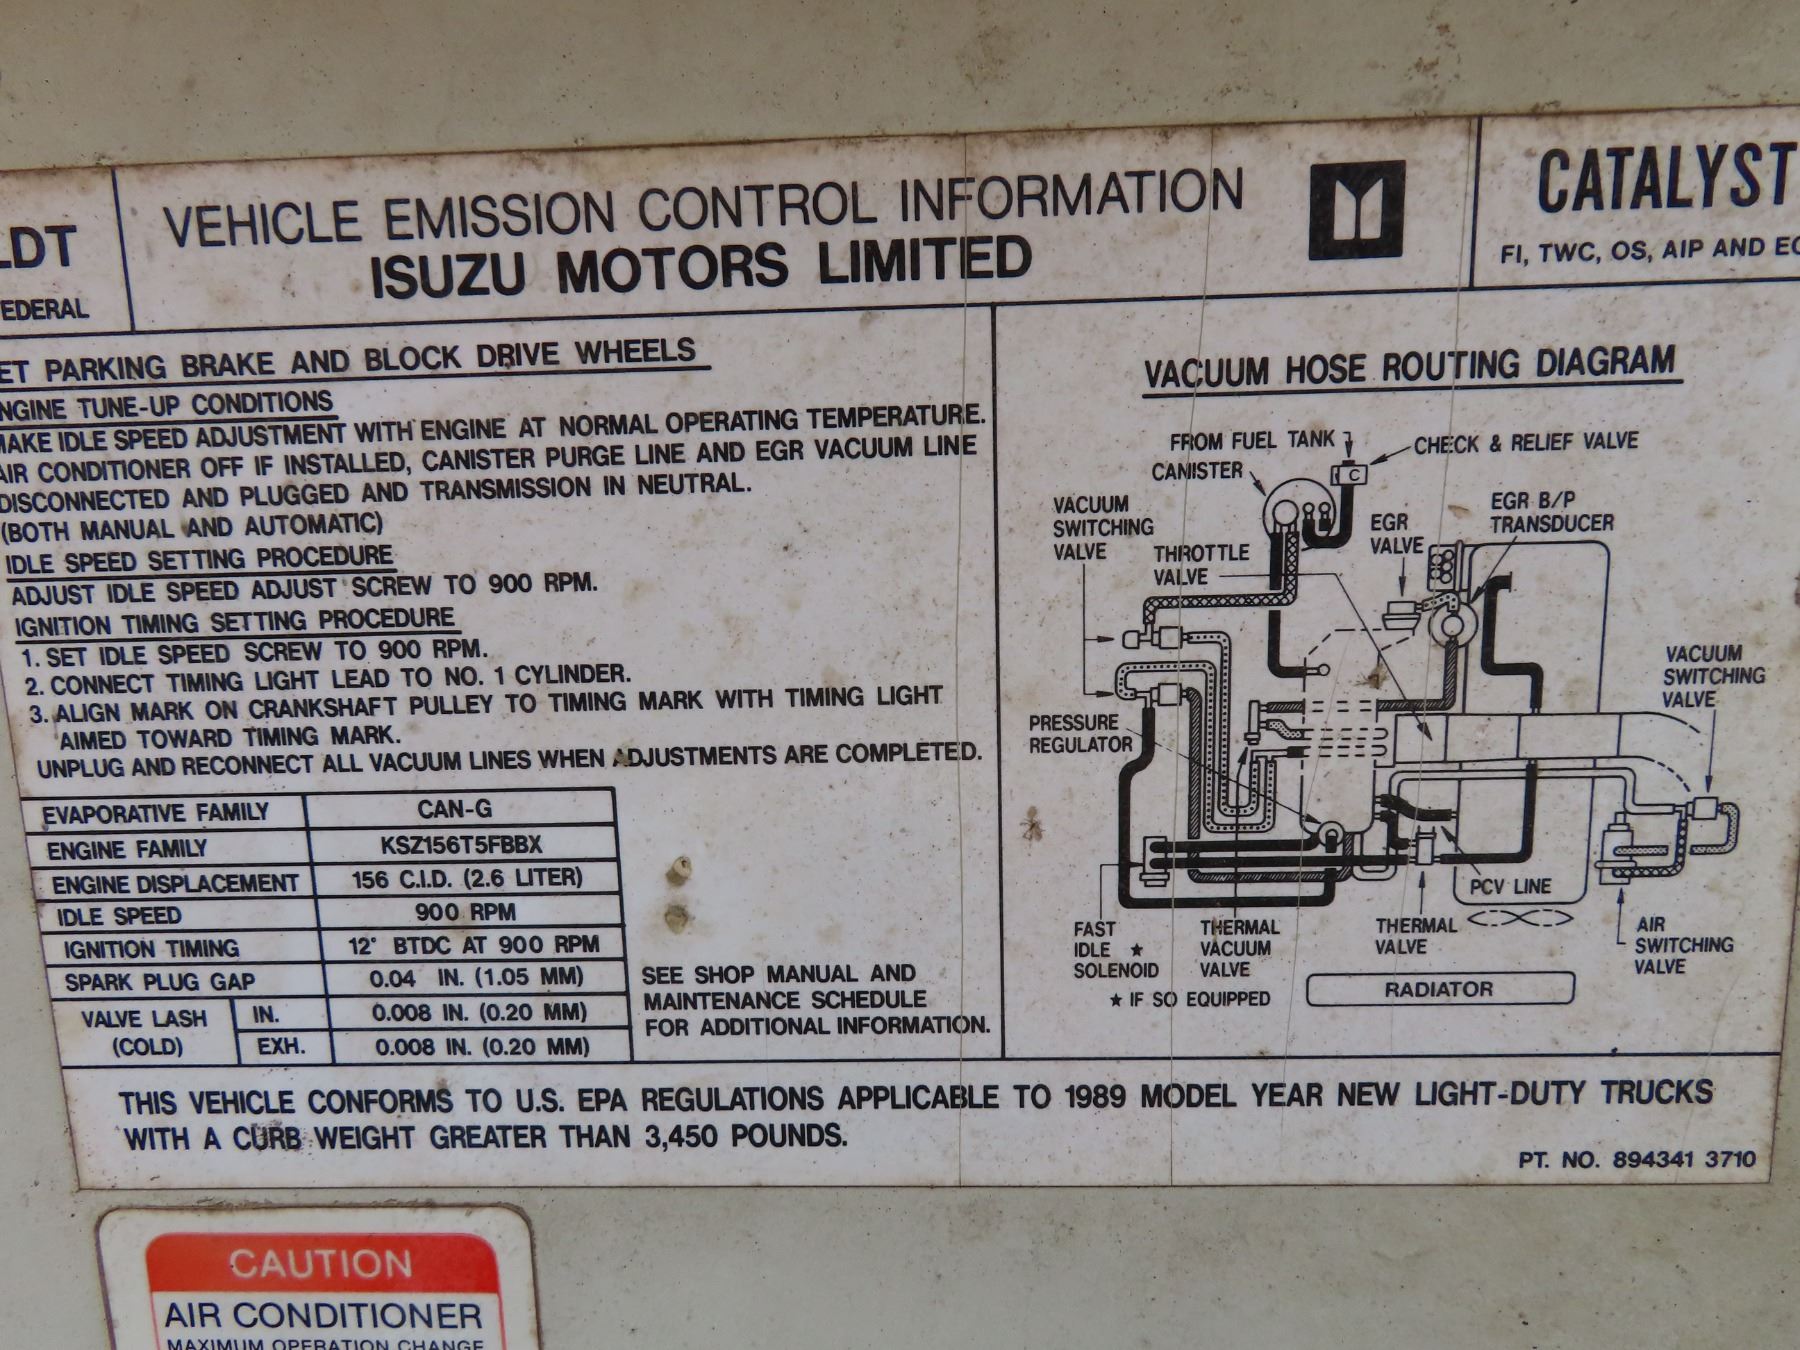 LDT
EDERAL
VEHICLE EMISSION CONTROL INFORMATION
ISUZU MOTORS LIMITED
CATALYST
FI, TWC, OS, AIP AND EG
ET PARKING BRAKE AND BLOCK DRIVE WHEELS
NGINE TUNE-UP CONDITIONS
MAKE IDLE SPEED ADJUSTMENT WITH ENGINE AT NORMAL OPERATING TEMPERATURE.
AIR CONDITIONER OFF IF INSTALLED, CANISTER PURGE LINE AND EGR VACUUM LINE
DISCONNECTED AND PLUGGED AND TRANSMISSION IN NEUTRAL.
(BOTH MANUAL AND AUTOMATIC)
IDLE SPEED SETTING PROCEDURE
ADJUST IDLE SPEED ADJUST SCREW TO 900 RPM.
IGNITION TIMING SETTING PROCEDURE
1. SET IDLE SPEED SCREW TO 900 RPM.
2. CONNECT TIMING LIGHT LEAD TO NO. 1 CYLINDER.
3. ALIGN MARK ON CRANKSHAFT PULLEY TO TIMING MARK WITH TIMING LIGHT
AIMED TOWARD TIMING MARK.
UNPLUG AND RECONNECT ALL VACUUM LINES WHEN ADJUSTMENTS ARE COMPLETED.
EVAPORATIVE FAMILY CAN-G
ENGINE FAMILY KSZ156T5FBBX
ENGINE DISPLACEMENT 156 C.I.D. (2.6 LITER)
IDLE SPEED 900 RPM
IGNITION TIMING 12° BTDC AT 900 RPM
SPARK PLUG GAP 0.04 IN. (1.05 MM)
VALVE LASH (COLD) IN. 0.008 IN. (0.20 MM)
EXH. 0.008 IN. (0.20 MM)
SEE SHOP MANUAL AND
MAINTENANCE SCHEDULE
FOR ADDITIONAL INFORMATION.
VACUUM HOSE ROUTING DIAGRAM
FROM FUEL TANK
CHECK & RELIEF VALVE
CANISTER
C
VACUUM
SWITCHING
VALVE
THROTTLE
VALVE
EGR
VALVE
EGR B/P
TRANSDUCER
VACUUM
SWITCHING
VALVE
PRESSURE
REGULATOR
PCV LINE
FAST
IDLE ★
SOLENOID
THERMAL
VACUUM
VALVE
THERMAL
VALVE
AIR
SWITCHING
VALVE
★ IF SO EQUIPPED
RADIATOR
THIS VEHICLE CONFORMS TO U.S. EPA REGULATIONS APPLICABLE TO 1989 MODEL YEAR NEW LIGHT-DUTY TRUCKS
WITH A CURB WEIGHT GREATER THAN 3,450 POUNDS.
PT. NO. 894341 3710
CAUTION
AIR CONDITIONER
MAXIMUM OPERATION CHANGE